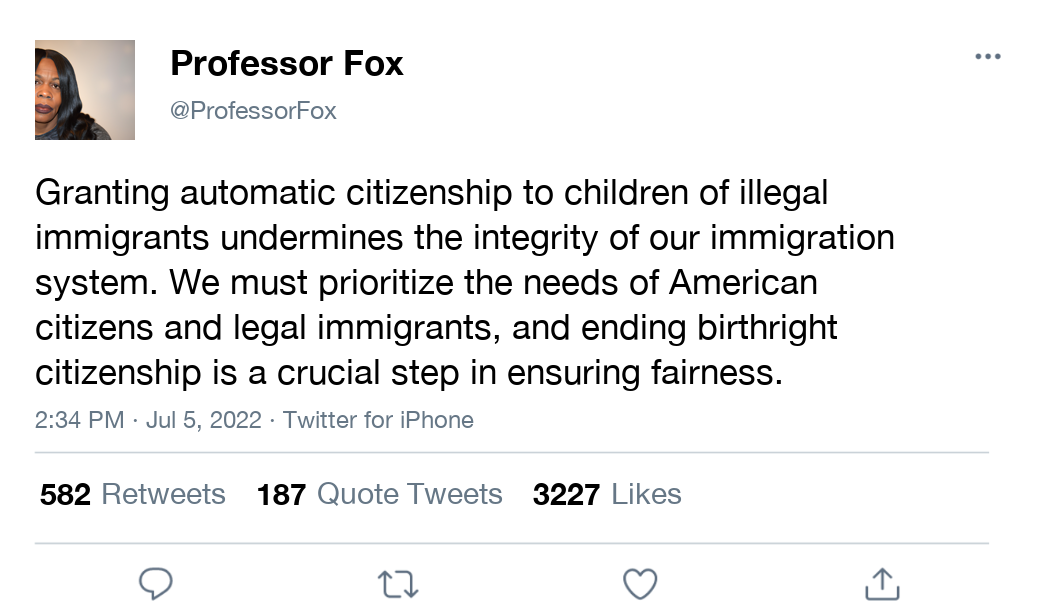 Professor Fox
@ProfessorFox
Granting automatic citizenship to children of illegal
immigrants undermines the integrity of our immigration
system. We must prioritize the needs of American
citizens and legal immigrants, and ending birthright
citizenship is a crucial step in ensuring fairness.
2:34 PM · Jul 5, 2022 · Twitter for iPhone
582 Retweets 187 Quote Tweets 3227 Likes